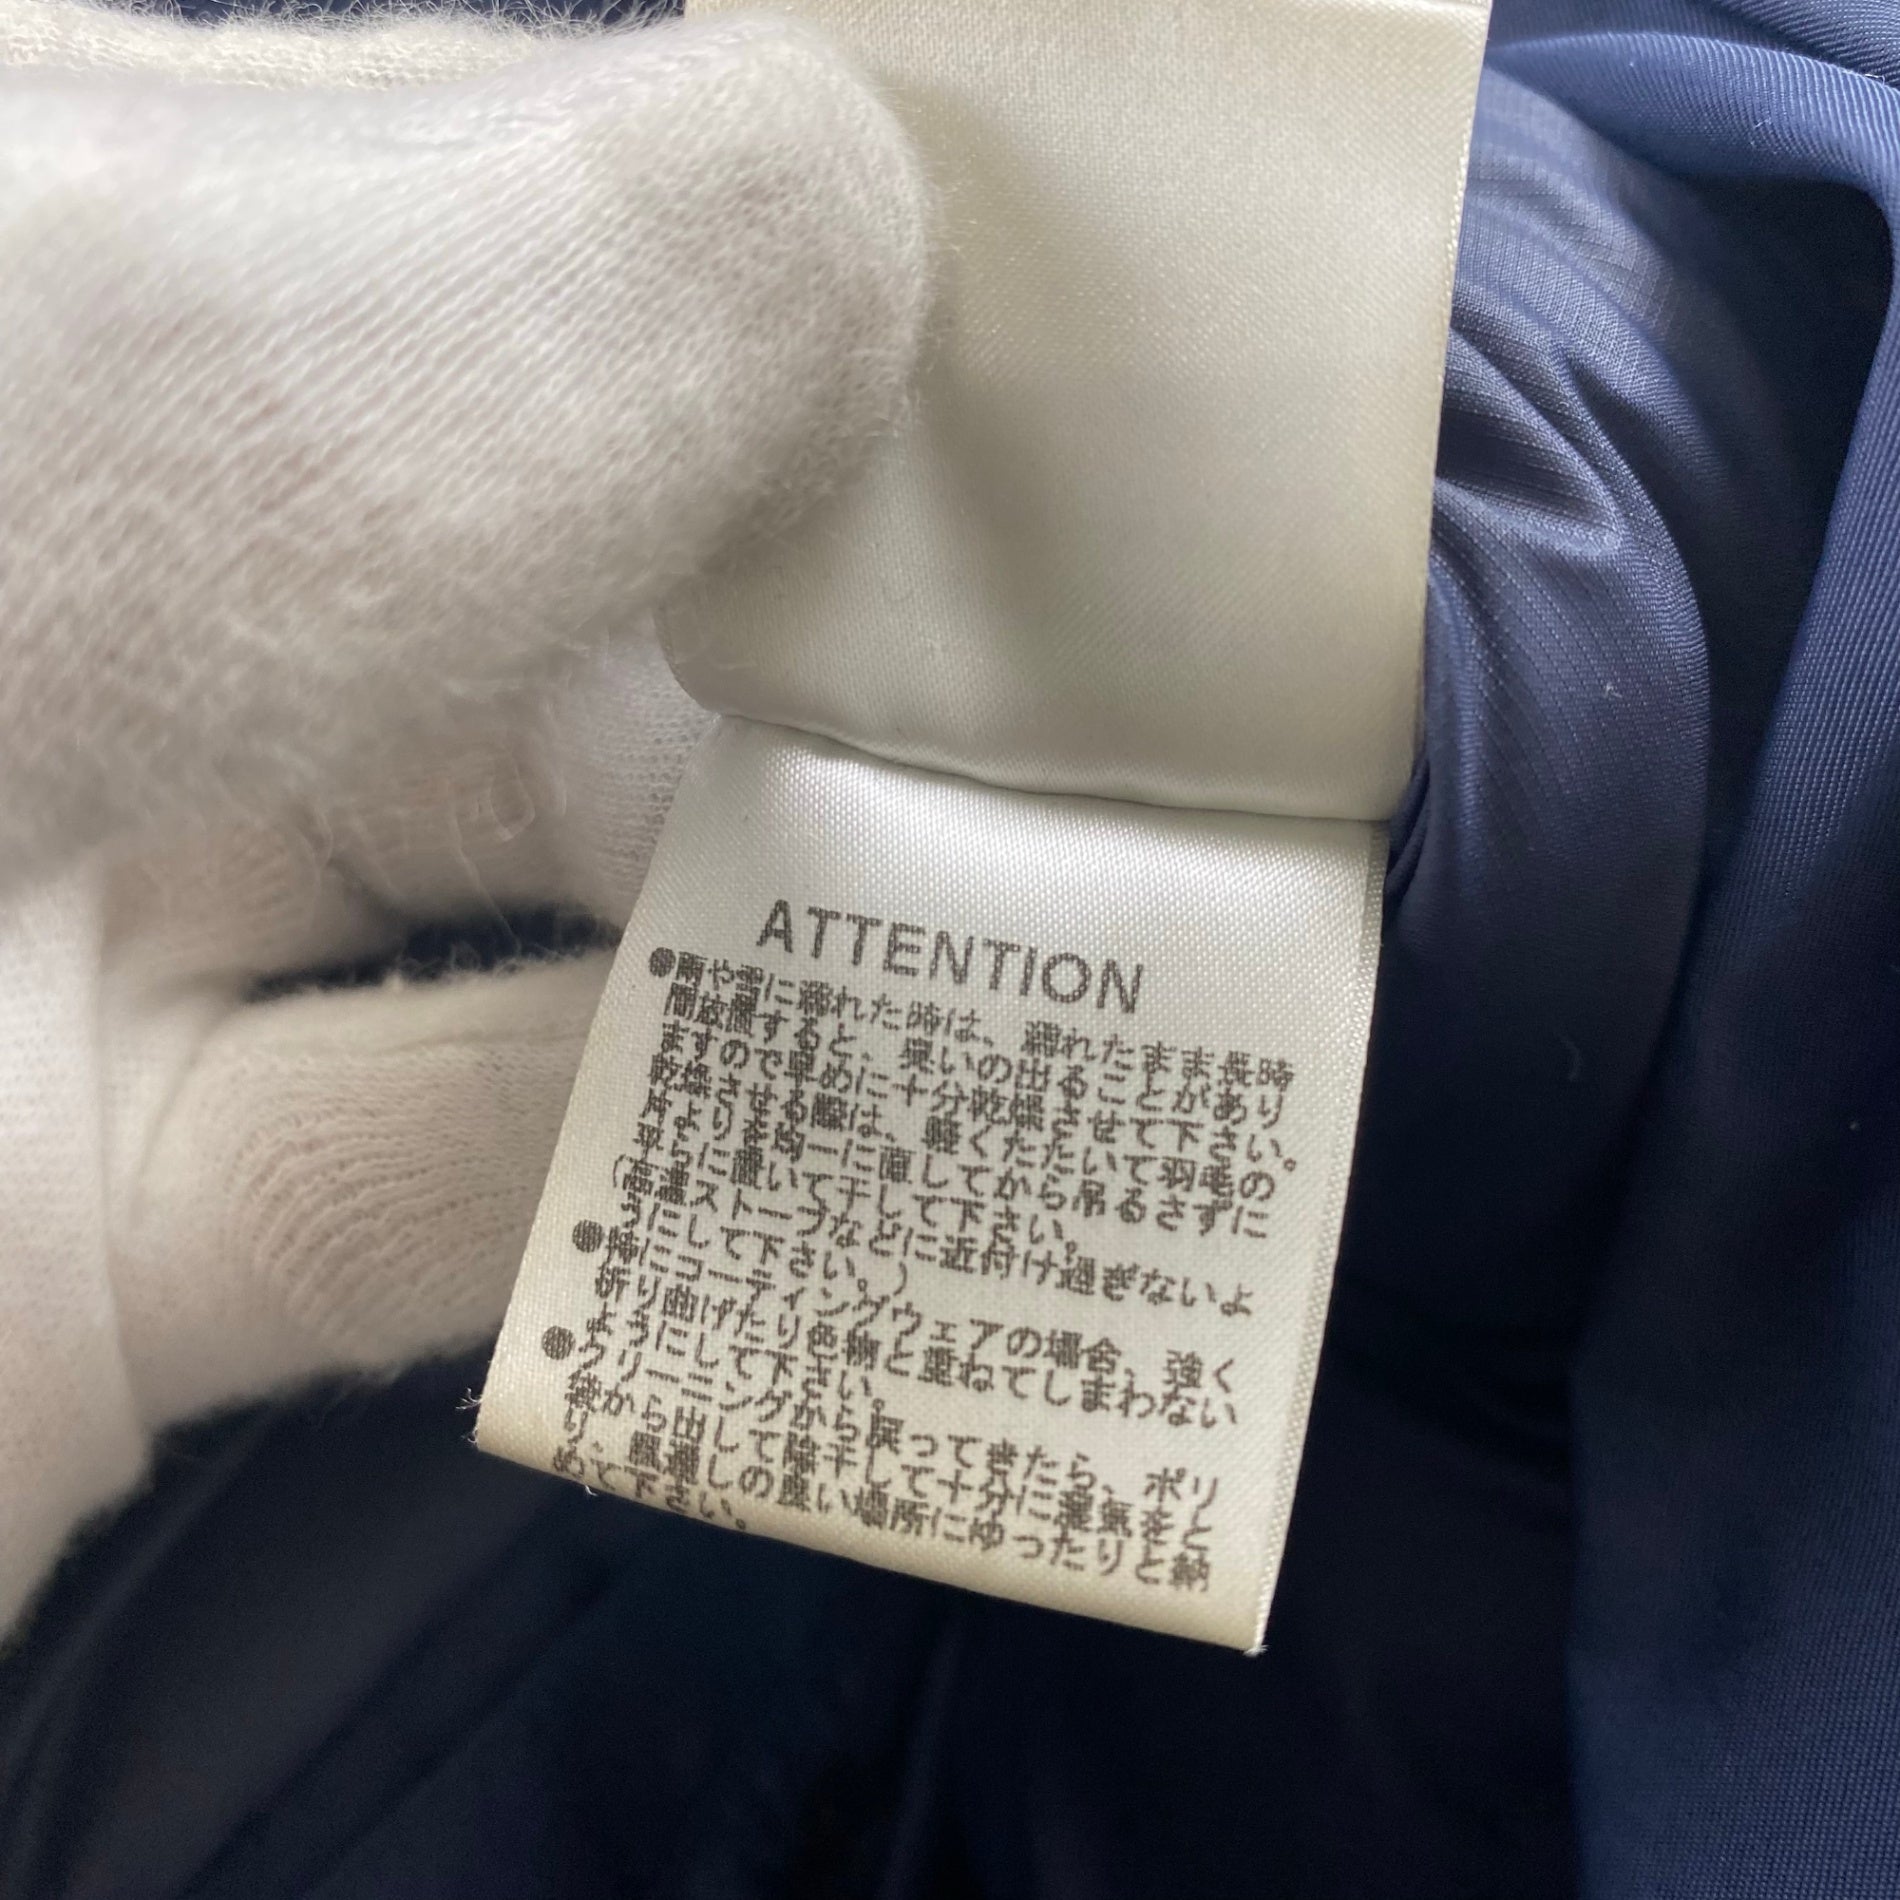 ATTENTION
●雨や雪に濡れた時は、濡れたまま長時
間放置すると、臭いの出ることがあり
ますので早めに十分乾燥させて下さい。
乾燥させる際は、軽くたたいて羽毛の
片よりを均一に直してから吊るさずに
平らに置いて干して下さい。
(両ストーブなどに近付け過ぎないよ
うにして下さい。)
●特にコーティングウェアの場合、強く
折り曲げたり色柄と重ねてしまわない
ようにして下さい。
●クリーニングから戻ってきたら、ポリ
袋から出して陰干しして十分に湿気をと
り、風通しの良い場所にゆったりと納
めて下さい。